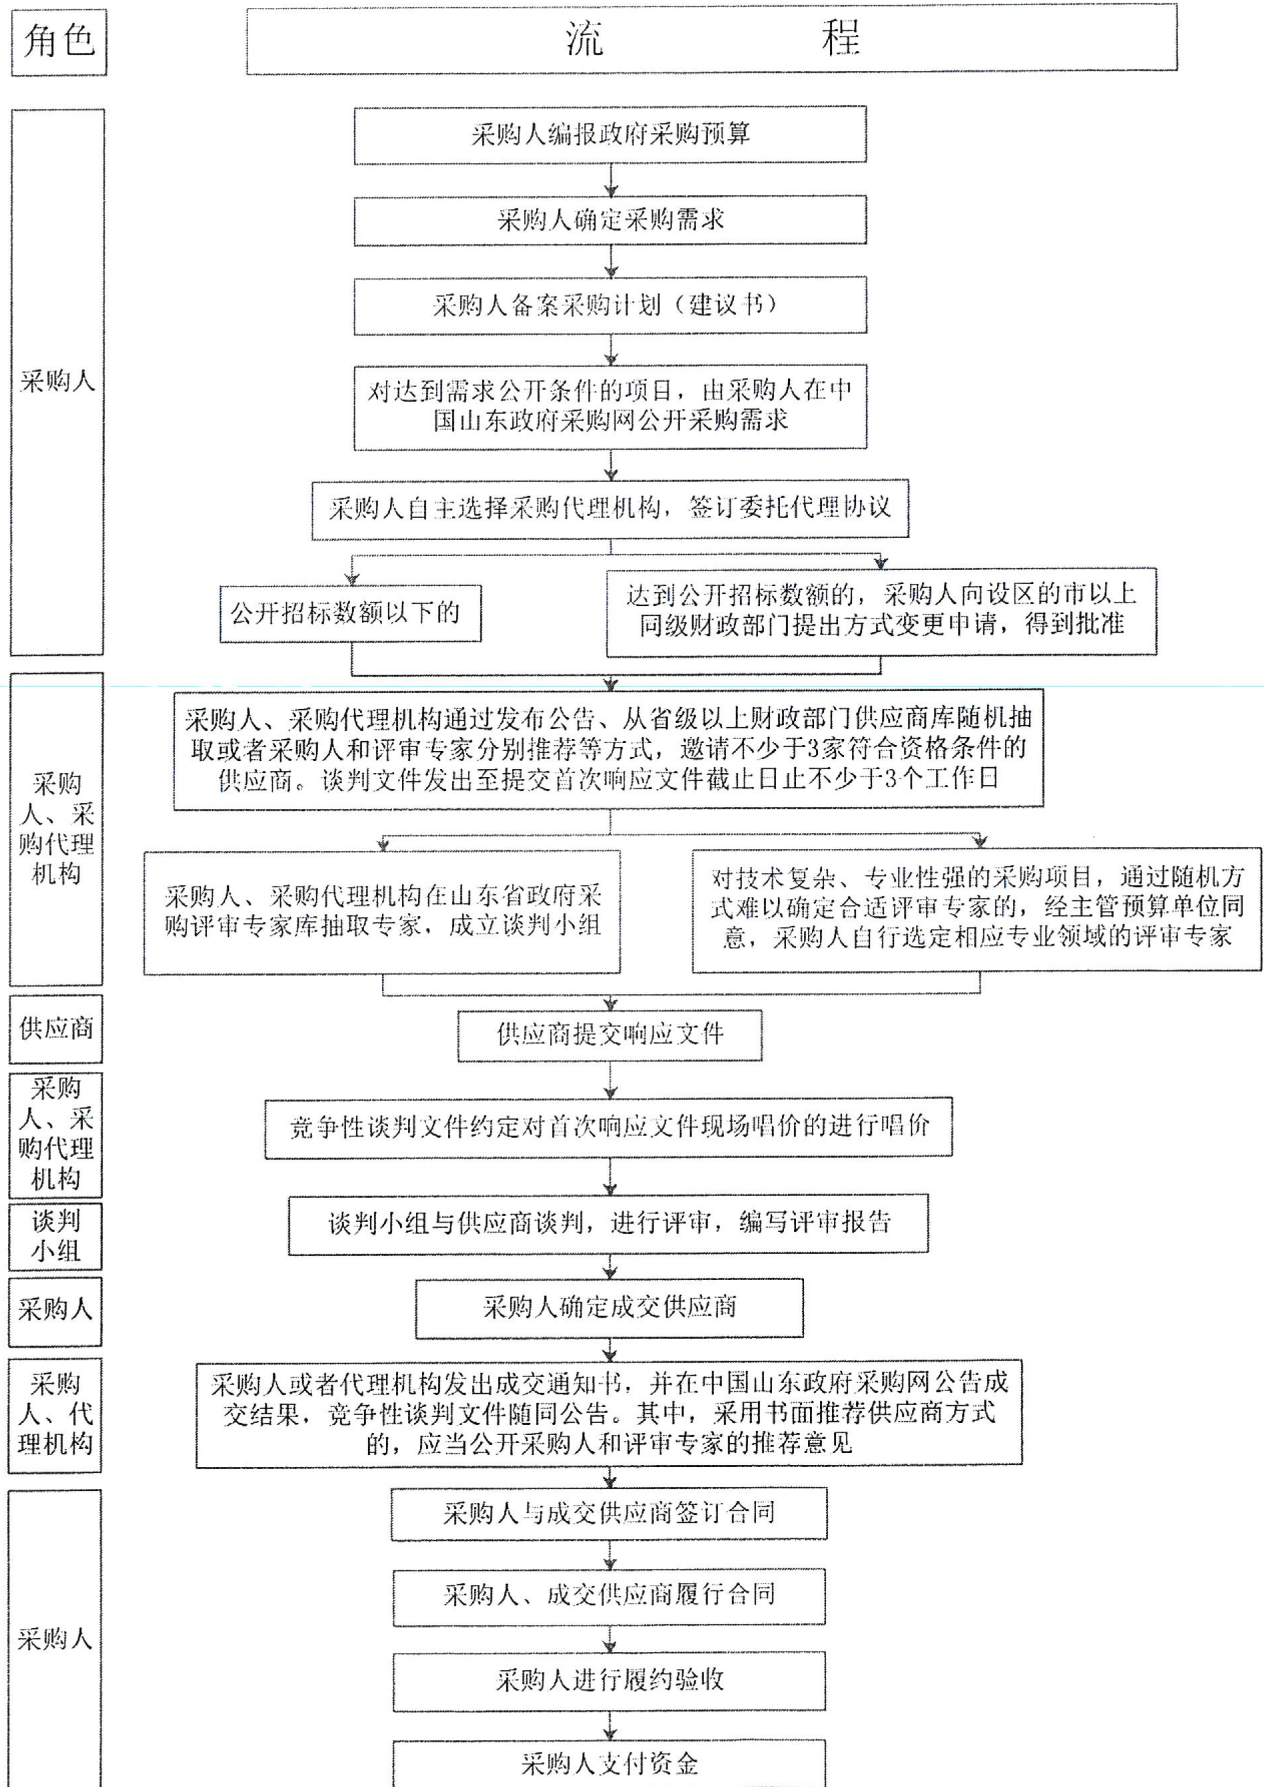 角色
流程
采购人
采购人编报政府采购预算
采购人确定采购需求
采购人备案采购计划（建议书）
对达到需求公开条件的项目，由采购人在中
国山东政府采购网公开采购需求
采购人自主选择采购代理机构，签订委托代理协议
公开招标数额以下的
达到公开招标数额的，采购人向设区的市以上
同级财政部门提出方式变更申请，得到批准
采购
人、采
购代理
机构
采购人、采购代理机构通过发布公告、从省级以上财政部门供应商库随机抽
取或者采购人和评审专家分别推荐等方式，邀请不少于3家符合资格条件的
供应商。谈判文件发出至提交首次响应文件截止日止不少于3个工作日
采购人、采购代理机构在山东省政府采
购评审专家库抽取专家，成立谈判小组
对技术复杂、专业性强的采购项目，通过随机方
式难以确定合适评审专家的，经主管预算单位同
意，采购人自行选定相应专业领域的评审专家
供应商
供应商提交响应文件
采购
人、采
购代理
机构
竞争性谈判文件约定对首次响应文件现场唱价的进行唱价
谈判
小组
谈判小组与供应商谈判，进行评审，编写评审报告
采购人
采购人确定成交供应商
采购
人、代
理机构
采购人或者代理机构发出成交通知书，并在中国山东政府采购网公告成
交结果，竞争性谈判文件随同公告。其中，采用书面推荐供应商方式
的，应当公开采购人和评审专家的推荐意见
采购人
采购人与成交供应商签订合同
采购人、成交供应商履行合同
采购人进行履约验收
采购人支付资金